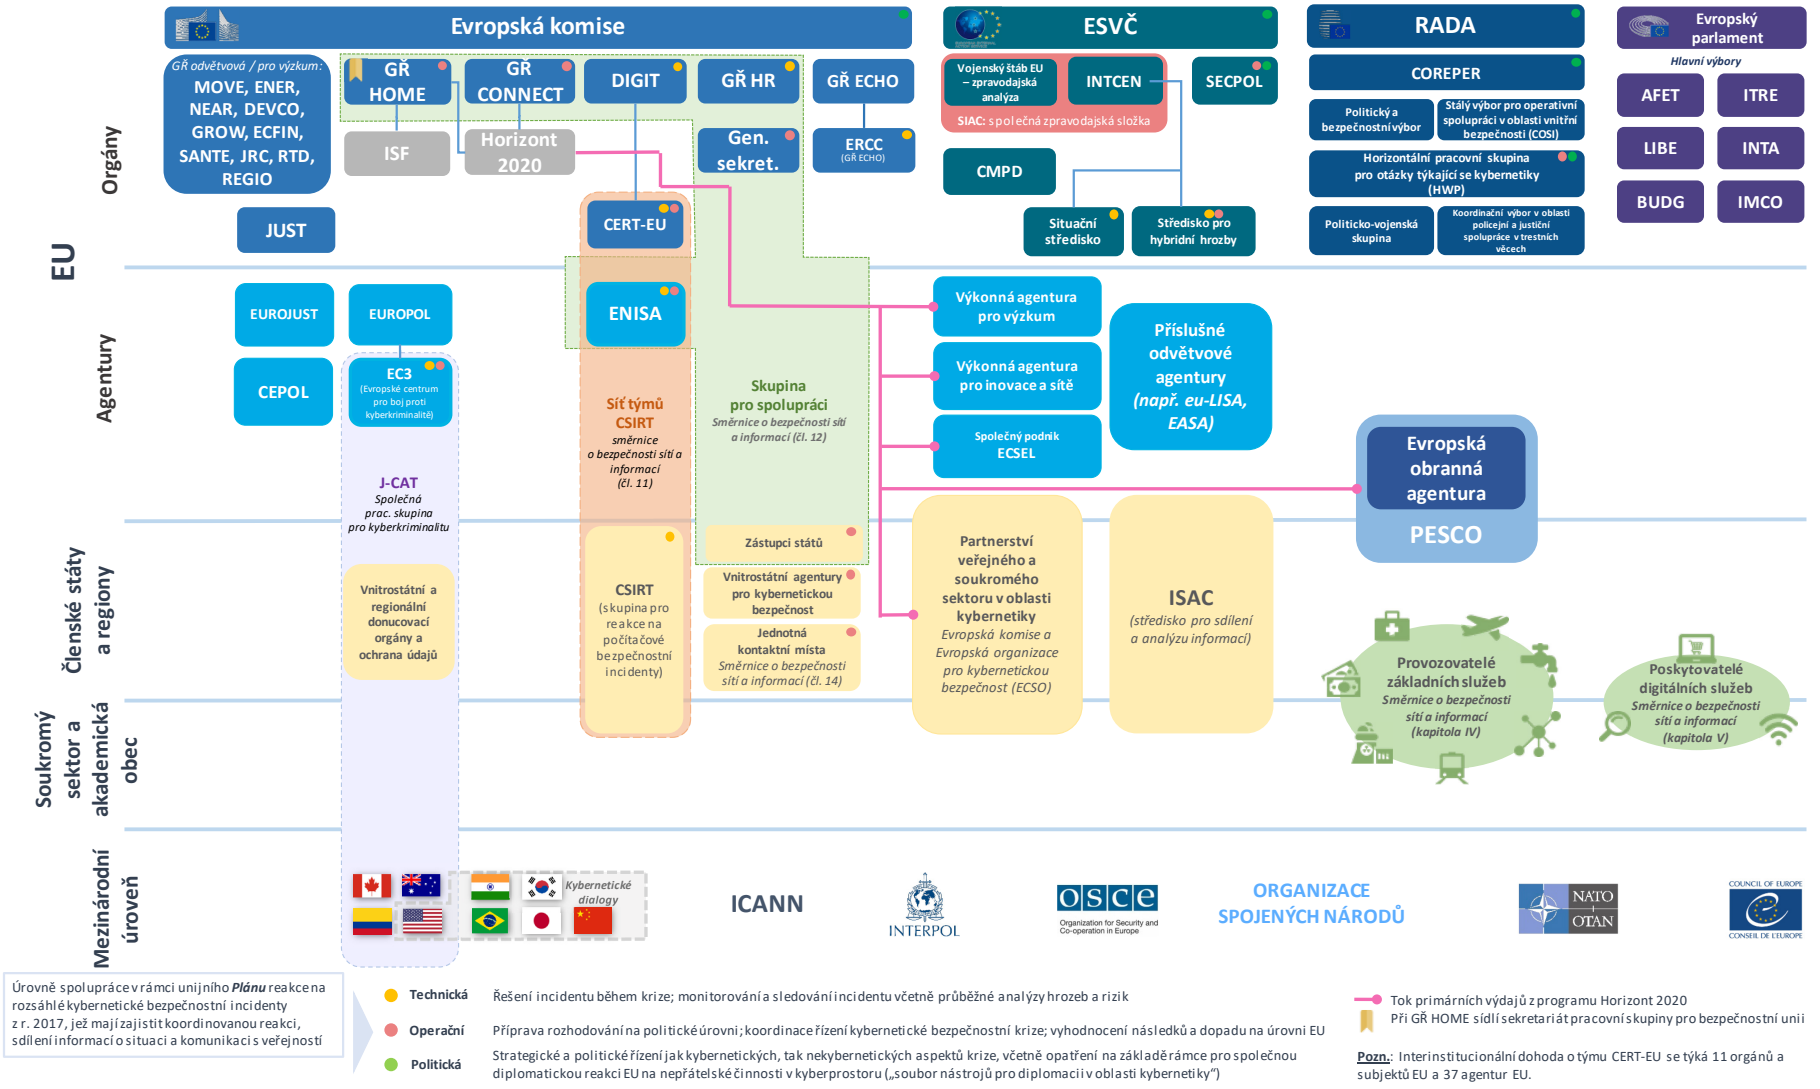 Evropská komise
ESVČ
RADA
Evropský
parlament
Hlavní výbory
GŘ odvětvová / pro výzkum:
MOVE, ENER,
NEAR, DEVCO,
GROW, ECFIN,
SANTE, JRC, RTD,
REGIO
GŘ
HOME
GŘ
CONNECT
DIGIT
GŘ HR
GŘ ECHO
ISF
Horizont
2020
Gen.
sekret.
ERCC
(GŘ ECHO)
JUST
CERT-EU
Vojenský štáb EU
– zpravodajská
analýza
INTCEN
SIAC: společná zpravodajská složka
SECPOL
CMPD
Situační
středisko
Středisko pro
hybridní hrozby
COREPER
Politický a
bezpečnostní výbor
Stálý výbor pro operativní
spolupráci v oblasti vnitřní
bezpečnosti (COSI)
Horizontální pracovní skupina
pro otázky týkající se kybernetiky
(HWP)
Politicko-vojenská
skupina
Koordinační výbor v oblasti
policejní a justiční
spolupráce v trestních
věcech
AFET
ITRE
LIBE
INTA
BUDG
IMCO
Orgány
EU
Agentury
Členské státy
a regiony
Soukromý
sektor a
akademická
obec
Mezinárodní
úroveň
EUROJUST
EUROPOL
CEPOL
EC3
(Evropské centrum
pro boj proti
kyberkriminalitě)
J-CAT
Společná
prac. skupina
pro kyberkriminalitu
Vnitrostátní a
regionální
donucovací
orgány a
ochrana údajů
ENISA
Síť týmů
CSIRT
směrnice
o bezpečnosti sítí a
informací
(čl. 11)
CSIRT
(skupina pro
reakce na
počítačové
bezpečnostní
incidenty)
Skupina
pro spolupráci
Směrnice o bezpečnosti sítí
a informací (čl. 12)
Zástupci států
Vnitrostátní agentury
pro kybernetickou
bezpečnost
Jednotná
kontaktní místa
Směrnice o bezpečnosti
sítí a informací (čl. 14)
Výkonná agentura
pro výzkum
Výkonná agentura
pro inovace a sítě
Společný podnik
ECSEL
Příslušné
odvětvové
agentury
(např. eu-LISA,
EASA)
Evropská
obranná
agentura
PESCO
Partnerství
veřejného a
soukromého
sektoru v oblasti
kybernetiky
Evropská komise a
Evropská organizace
pro kybernetickou
bezpečnost (ECSO)
ISAC
(středisko pro sdílení
a analýzu informací)
Provozovatelé
základních služeb
Směrnice o bezpečnosti
sítí a informací
(kapitola IV)
Poskytovatelé
digitálních služeb
Směrnice o bezpečnosti
sítí a informací
(kapitola V)
Kybernetické
dialogy
ICANN
INTERPOL
OSCE
Organization for Security and
Co-operation in Europe
ORGANIZACE
SPOJENÝCH NÁRODŮ
NATO
OTAN
COUNCIL OF EUROPE
CONSEIL DE L'EUROPE
Úrovně spolupráce v rámci unijního Plánu reakce na
rozsáhlé kybernetické bezpečnostní incidenty
z r. 2017, jež mají zajistit koordinovanou reakci,
sdílení informací o situaci a komunikaci s veřejností
Technická
Řešení incidentu během krize; monitorování a sledování incidentu včetně průběžné analýzy hrozeb a rizik
Operační
Příprava rozhodování na politické úrovni; koordinace řízení kybernetické bezpečnostní krize; vyhodnocení následků a dopadu na úrovni EU
Politická
Strategické a politické řízení jak kybernetických, tak nekybernetických aspektů krize, včetně opatření na základě rámce pro společnou
diplomatickou reakci EU na nepřátelské činnosti v kyberprostoru („soubor nástrojů pro diplomacii v oblasti kybernetiky“)
Tok primárních výdajů z programu Horizont 2020
Při GŘ HOME sídlí sekretariát pracovní skupiny pro bezpečnostní unii
Pozn.: Interinstitucionální dohoda o týmu CERT-EU se týká 11 orgánů a
subjektů EU a 37 agentur EU.